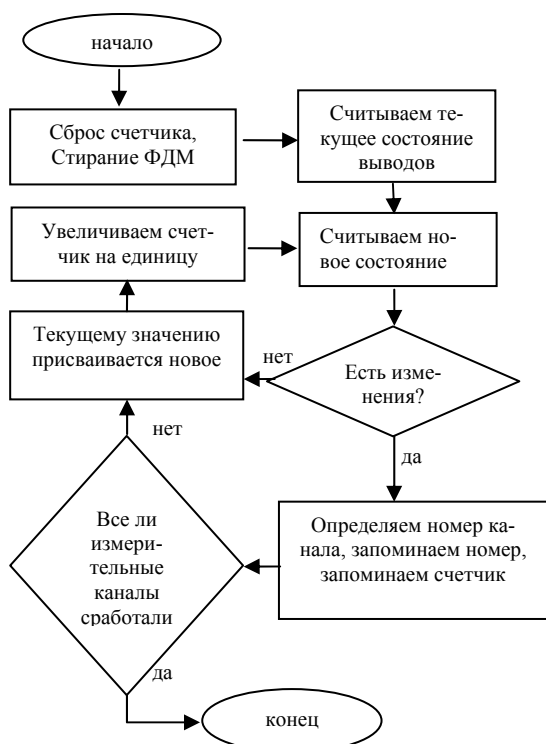 начало
Сброс счетчика,
Стирание ФДМ
Считываем те-
кущее состояние
выводов
Увеличиваем счет-
чик на единицу
Считываем но-
вое состояние
Текущему значению
присваивается новое
нет
Есть изме-
нения?
нет
да
Все ли
измери-
тельные
каналы
сработали
Определяем номер ка-
нала, запоминаем номер,
запоминаем счетчик
да
конец